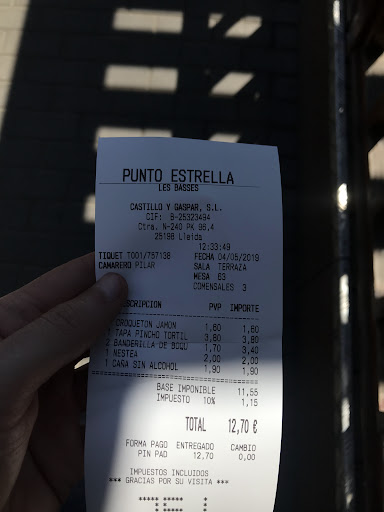 PUNTO ESTRELLA
LES BASSES
CASTILLO Y GASPAR, S.L.
CIF: B-25323494
Ctra. N-240 PK 96,4
25198 Lleida
12:33:49
TIQUET T001/757138 FECHA 04/05/2019
CAMARERO PILAR SALA TERRAZA
MESA 63
COMENSALES 3
DESCRIPCION PVP IMPORTE
CROQUETON JAMON 1,60 1,60
1 TAPA PINCHO TORTIL 3,80 3,80
2 BANDERILLA DE BOQU 1,70 3,40
1 NESTEA 2,00 2,00
1 CAÑA SIN ALCOHOL 1,90 1,90
BASE IMPONIBLE 11,55
IMPUESTO 10% 1,15
TOTAL 12,70 €
FORMA PAGO ENTREGADO CAMBIO
PIN PAD 12,70 0,00
IMPUESTOS INCLUIDOS
*** GRACIAS POR SU VISITA ***